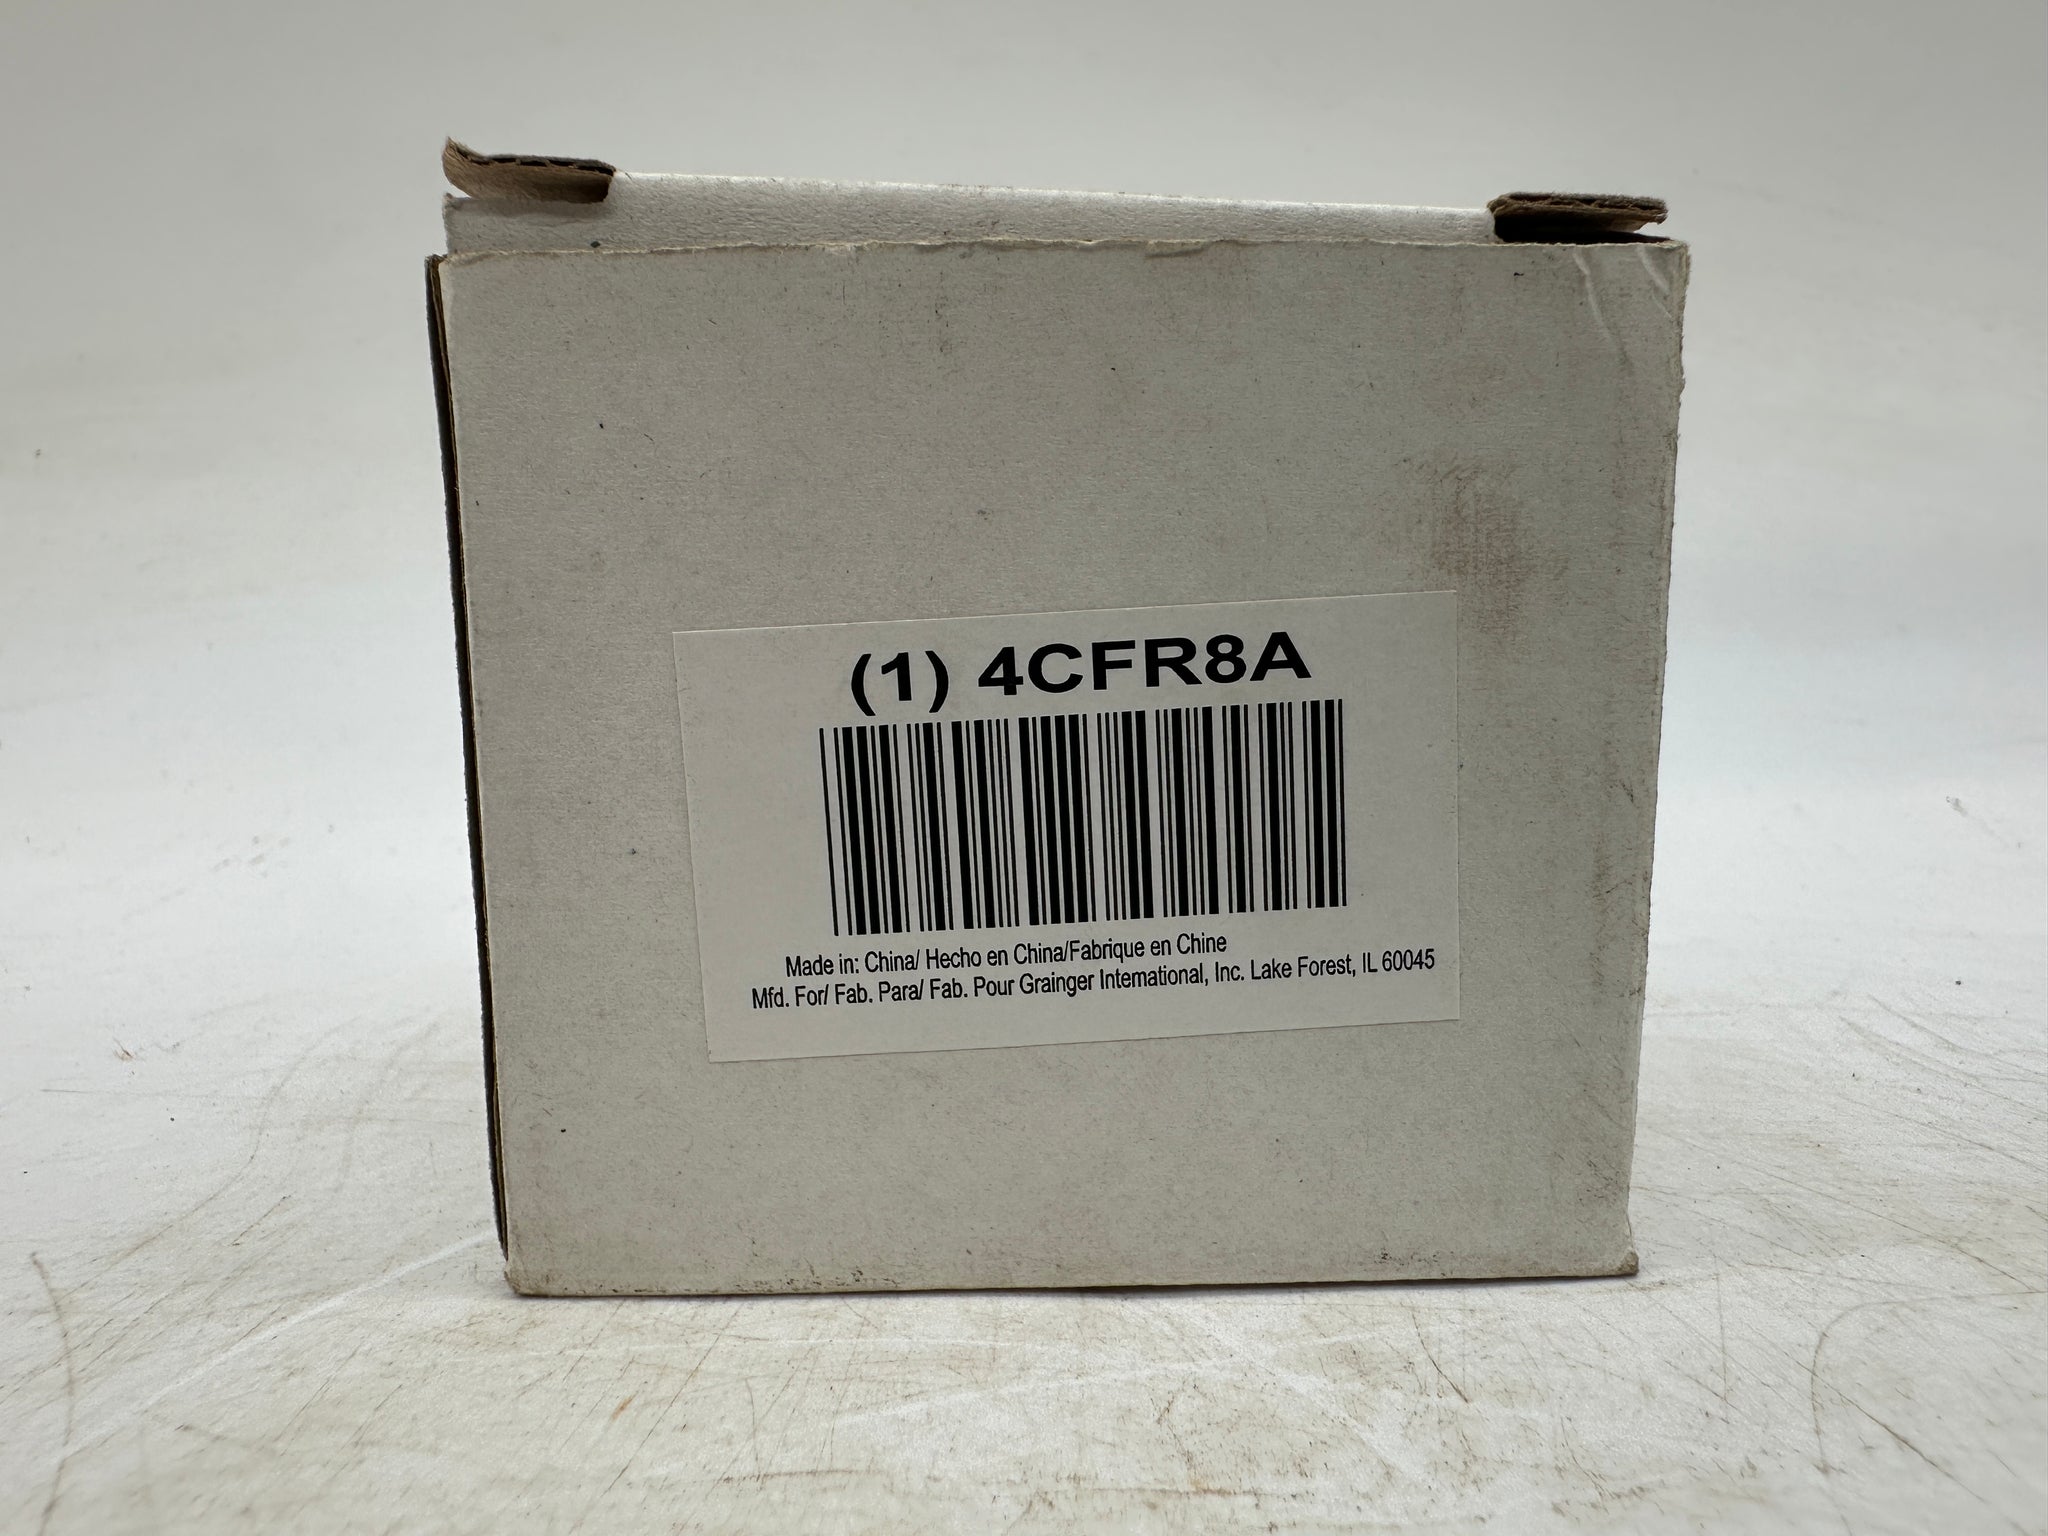 (1) 4CFR8A
Made in: China/ Hecho en China/Fabrique en Chine
Mfd. For/ Fab. Para/ Fab. Pour Grainger International, Inc. Lake Forest, IL 60045